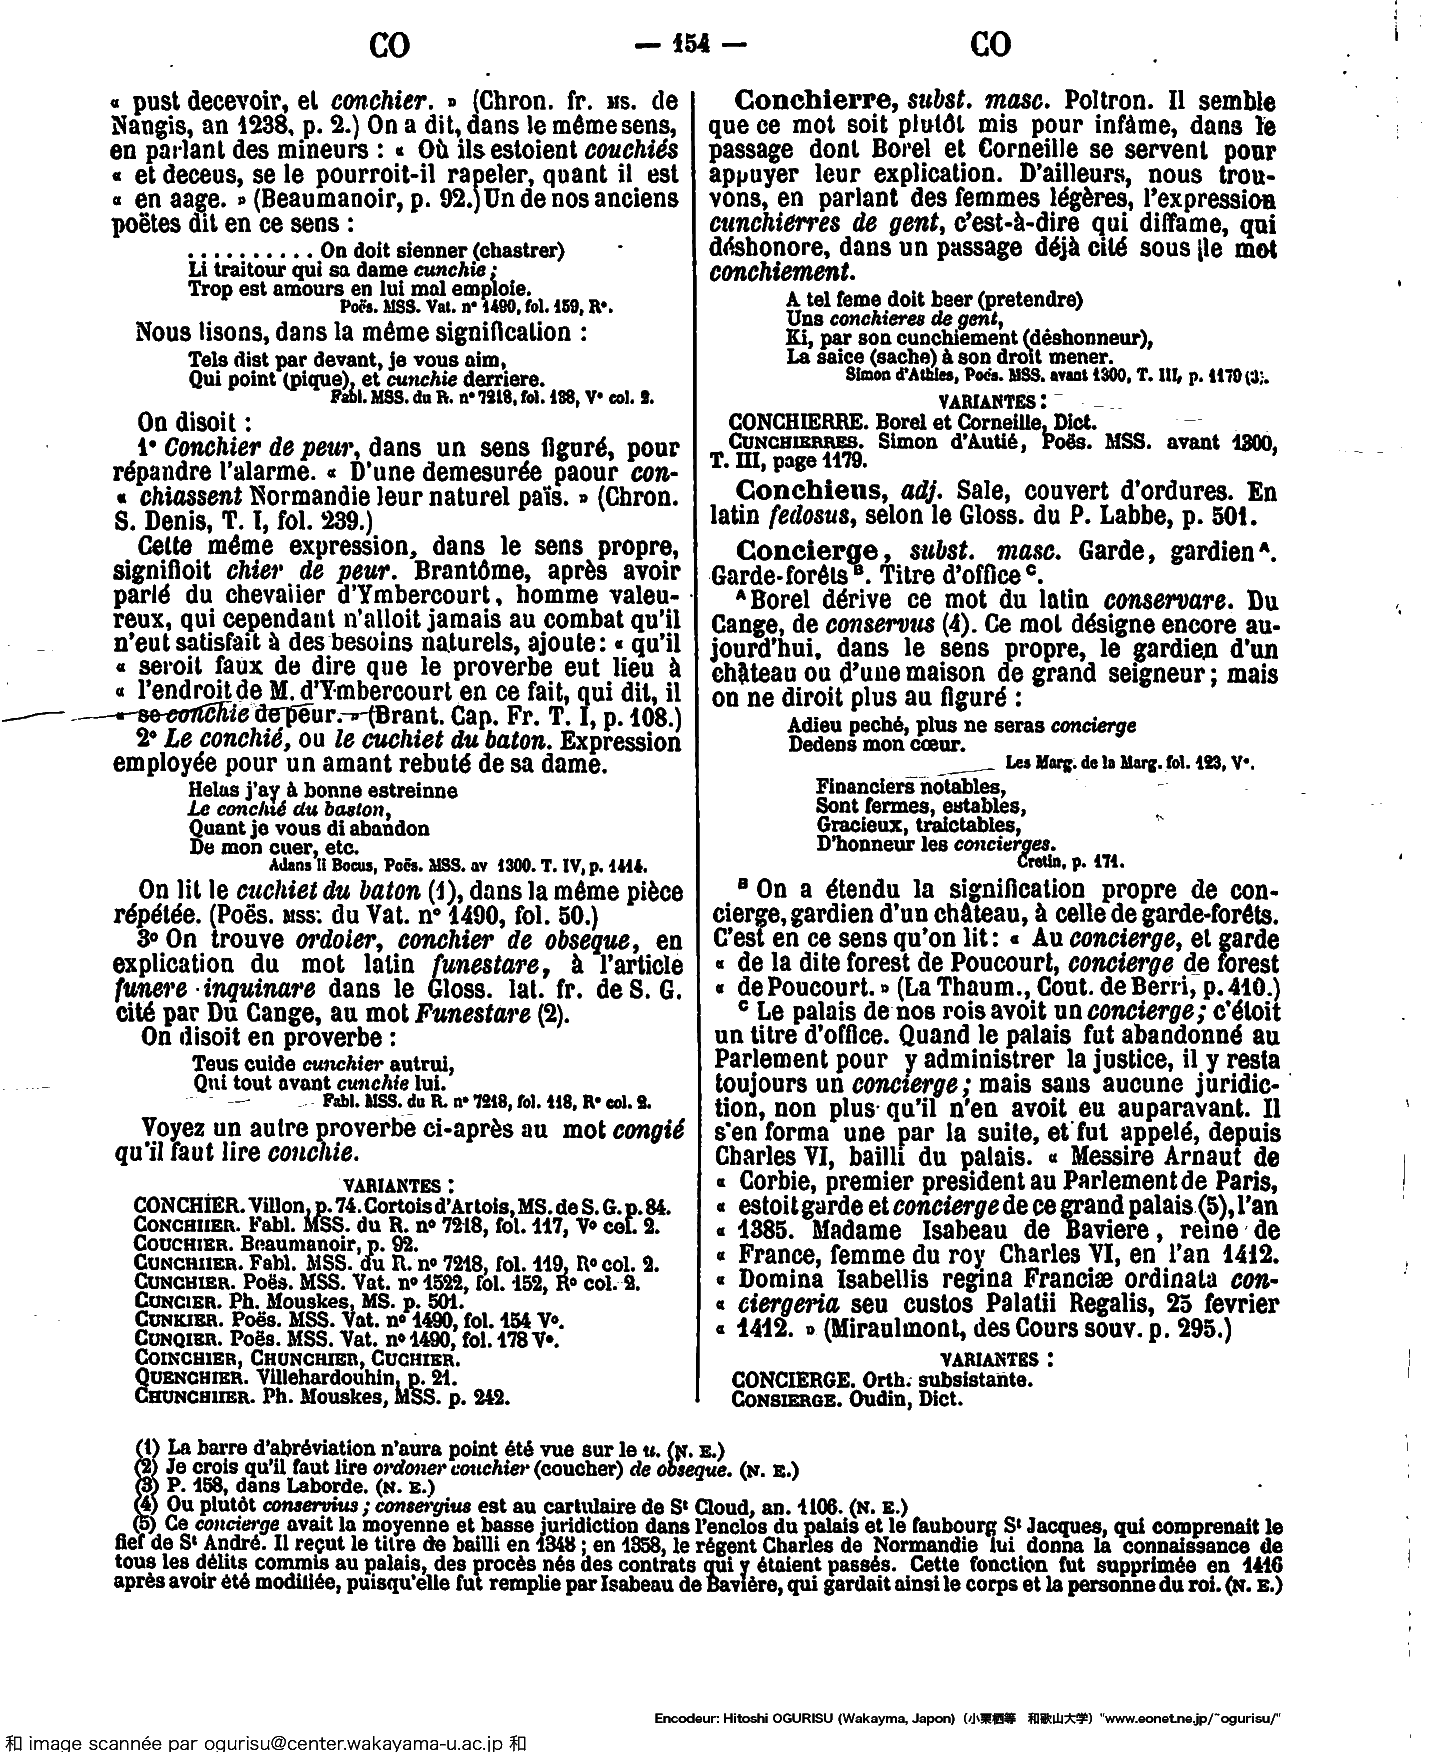 CO — 154 — CO
« pust decevoir, et conchier. » (Chron. fr. MS. de
Nangis, an 1238, p. 2.) On a dit, dans le même sens,
en parlant des mineurs : « Où ils estoient couchiés
« et deceus, se le pourroit-il rapeler, quant il est
« en aage. » (Beaumanoir, p. 92.) Un de nos anciens
poëtes dit en ce sens :
. . . . . . . . . . On doit sienner (chastrer)
Li traitour qui sa dame cunchie ;
Trop est amours en lui mal emploie.
Poës. MSS. Vat. n° 1490, fol. 159, R°.
Nous lisons, dans la même signification :
Tels dist par devant, je vous aim,
Qui point (pique), et cunchie derriere.
Fabl. MSS. du R. n° 7218, fol. 138, V° col. 2.
On disoit :
1° Conchier de peur, dans un sens figuré, pour
répandre l'alarme. « D'une demesurée paour con-
« chiassent Normandie leur naturel païs. » (Chron.
S. Denis, T. I, fol. 239.)
Cette même expression, dans le sens propre,
signifioit chier de peur. Brantôme, après avoir
parlé du chevalier d'Ymbercourt, homme valeu-
reux, qui cependant n'alloit jamais au combat qu'il
n'eut satisfait à des besoins naturels, ajoute : « qu'il
« seroit faux de dire que le proverbe eut lieu à
« l'endroit de M. d'Ymbercourt en ce fait, qui dit, il
« se conchie de peur. » (Brant. Cap. Fr. T. I, p. 108.)
2° Le conchié, ou le cuchiet du baton. Expression
employée pour un amant rebuté de sa dame.
Helas j'ay à bonne estreinne
Le conchié du baston,
Quant je vous di abandon
De mon cuer, etc.
Adans li Bocus, Poës. MSS. av 1300. T. IV, p. 1414.
On lit le cuchiet du baton (1), dans la même pièce
répétée. (Poës. MSS. du Vat. n° 1490, fol. 50.)
3° On trouve ordoier, conchier de obseque, en
explication du mot latin funestare, à l'article
funere inquinare dans le Gloss. lat. fr. de S. G.
cité par Du Cange, au mot Funestare (2).
On disoit en proverbe :
Teus cuide cunchier autrui,
Qui tout avant cunchie lui.
Fabl. MSS. du R. n° 7218, fol. 118, R° col. 2.
Voyez un autre proverbe ci-après au mot congié
qu'il faut lire conchie.
VARIANTES :
CONCHIER. Villon, p. 74. Cortois d'Artois, MS. de S. G. p. 84.
CONCHIIER. Fabl. MSS. du R. n° 7218, fol. 117, V° col. 2.
COUCHIER. Beaumanoir, p. 92.
CUNCHIIER. Fabl. MSS. du R. n° 7218, fol. 119, R° col. 2.
CUNCHIER. Poës. MSS. Vat. n° 1522, fol. 152, R° col. 2.
CUNCIER. Ph. Mouskes, MS. p. 501.
CUNKIER. Poës. MSS. Vat. n° 1490, fol. 154 V°.
CUNQIER. Poës. MSS. Vat. n° 1490, fol. 178 V°.
COINCHIER, CHUNCHIER, CUCHIER.
QUENCHIER. Villehardouhin, p. 21.
CHUNCHIIER. Ph. Mouskes, MSS. p. 242.
Conchierre, subst. masc. Poltron. Il semble
que ce mot soit plutôt mis pour infâme, dans le
passage dont Borel et Corneille se servent pour
appuyer leur explication. D'ailleurs, nous trou-
vons, en parlant des femmes légères, l'expression
cunchierres de gent, c'est-à-dire qui diffame, qui
déshonore, dans un passage déjà cité sous le mot
conchiement.
A tel feme doit beer (pretendre)
Uns conchieres de gent,
Ki, par son cunchiement (déshonneur),
La saice (sache) à son droit mener.
Simon d'Athies, Poës. MSS. avant 1300, T. III, p. 1179 (3).
VARIANTES :
CONCHIERRE. Borel et Corneille, Dict.
CUNCHIERRES. Simon d'Autié, Poës. MSS. avant 1300,
T. III, page 1179.
Conchieus, adj. Sale, couvert d'ordures. En
latin fedosus, selon le Gloss. du P. Labbe, p. 501.
Concierge, subst. masc. Garde, gardien ᴬ.
Garde-forêts ᴮ. Titre d'office ᶜ.
ᴬ Borel dérive ce mot du latin conservare. Du
Cange, de conservus (4). Ce mot désigne encore au-
jourd'hui, dans le sens propre, le gardien d'un
château ou d'une maison de grand seigneur ; mais
on ne diroit plus au figuré :
Adieu peché, plus ne seras concierge
Dedens mon cœur.
Les Marg. de la Marg. fol. 123, V°.
Financiers notables,
Sont fermes, estables,
Gracieux, traictables,
D'honneur les concierges.
Cretin, p. 171.
ᴮ On a étendu la signification propre de con-
cierge, gardien d'un château, à celle de garde-forêts.
C'est en ce sens qu'on lit : « Au concierge, et garde
« de la dite forest de Poucourt, concierge de forest
« de Poucourt. » (La Thaum., Cout. de Berri, p. 410.)
ᶜ Le palais de nos rois avoit un concierge ; c'étoit
un titre d'office. Quand le palais fut abandonné au
Parlement pour y administrer la justice, il y resta
toujours un concierge ; mais sans aucune juridic-
tion, non plus qu'il n'en avoit eu auparavant. Il
s'en forma une par la suite, et fut appelé, depuis
Charles VI, bailli du palais. « Messire Arnaut de
« Corbie, premier president au Parlement de Paris,
« estoit garde et concierge de ce grand palais (5), l'an
« 1385. Madame Isabeau de Baviere, reine de
« France, femme du roy Charles VI, en l'an 1412.
« Domina Isabellis regina Franciæ ordinata con-
« ciergeria seu custos Palatii Regalis, 25 fevrier
« 1412. » (Miraulmont, des Cours souv. p. 295.)
VARIANTES :
CONCIERGE. Orth. subsistante.
CONSIERGE. Oudin, Dict.
(1) La barre d'abréviation n'aura point été vue sur le u. (N. E.)
(2) Je crois qu'il faut lire ordoner couchier (coucher) de obseque. (N. E.)
(3) P. 158, dans Laborde. (N. E.)
(4) Ou plutôt conservius ; consergius est au cartulaire de Sᵗ Cloud, an. 1106. (N. E.)
(5) Ce concierge avait la moyenne et basse juridiction dans l'enclos du palais et le faubourg Sᵗ Jacques, qui comprenait le
fief de Sᵗ André. Il reçut le titre de bailli en 1348 ; en 1358, le régent Charles de Normandie lui donna la connaissance de
tous les délits commis au palais, des procès nés des contrats qui y étaient passés. Cette fonction fut supprimée en 1416
après avoir été modifiée, puisqu'elle fut remplie par Isabeau de Bavière, qui gardait ainsi le corps et la personne du roi. (N. E.)
Encodeur: Hitoshi OGURISU (Wakayma, Japon) (小栗栖等 和歌山大学) "www.eonet.ne.jp/~ogurisu/"
和 image scannée par ogurisu@center.wakayama-u.ac.jp 和